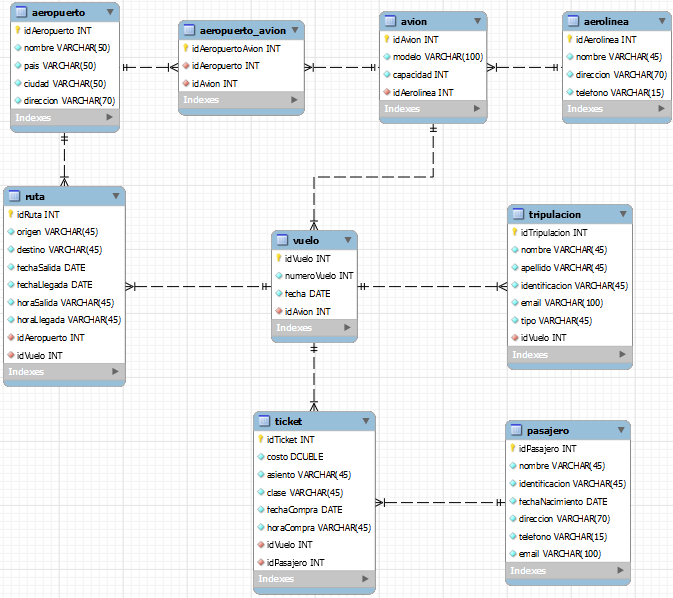 aeropuerto
idAeropuerto INT
nombre VARCHAR(50)
pais VARCHAR(50)
ciudad VARCHAR(50)
direccion VARCHAR(70)
Indexes
aeropuerto_avion
idAeropuertoAvion INT
idAeropuerto INT
idAvion INT
Indexes
avion
idAvion INT
modelo VARCHAR(100)
capacidad INT
idAerolinea INT
Indexes
aerolinea
idAerolinea INT
nombre VARCHAR(45)
direccion VARCHAR(70)
telefono VARCHAR(15)
Indexes
ruta
idRuta INT
origen VARCHAR(45)
destino VARCHAR(45)
fechaSalida DATE
fechaLlegada DATE
horaSalida VARCHAR(45)
horaLlegada VARCHAR(45)
idAeropuerto INT
idVuelo INT
Indexes
vuelo
idVuelo INT
numeroVuelo INT
fecha DATE
idAvion INT
Indexes
tripulacion
idTripulacion INT
nombre VARCHAR(45)
apellido VARCHAR(45)
identificacion VARCHAR(45)
email VARCHAR(100)
tipo VARCHAR(45)
idVuelo INT
Indexes
ticket
idTicket INT
costo DOUBLE
asiento VARCHAR(45)
clase VARCHAR(45)
fechaCompra DATE
horaCompra VARCHAR(45)
idVuelo INT
idPasajero INT
Indexes
pasajero
idPasajero INT
nombre VARCHAR(45)
identificacion VARCHAR(45)
fechaNacimiento DATE
direccion VARCHAR(70)
telefono VARCHAR(15)
email VARCHAR(100)
Indexes